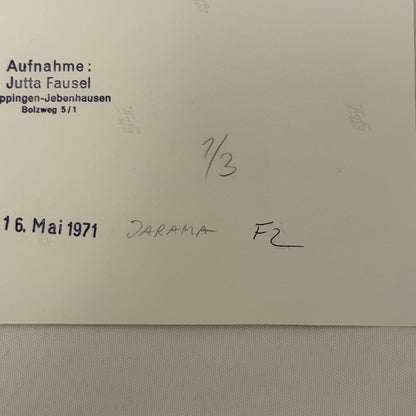 Aufnahme:
Jutta Fausel
ppingen-Jebenhausen
Bolzweg 5/1
1/3
16. Mai 1971 JARAMA F2